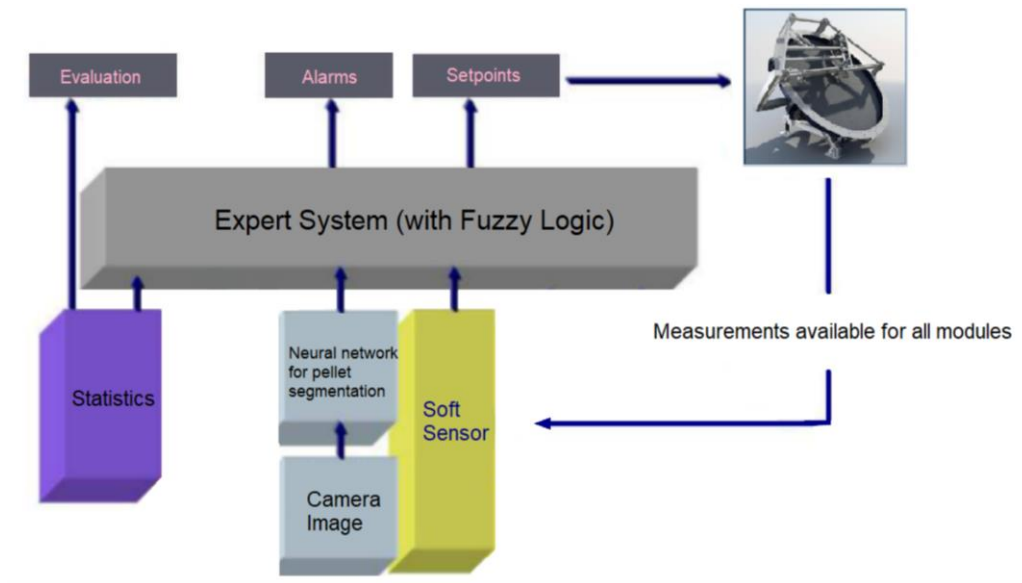 Evaluation
Alarms
Setpoints
Expert System (with Fuzzy Logic)
Measurements available for all modules
Statistics
Neural network
for pellet
segmentation
Soft
Sensor
Camera
Image